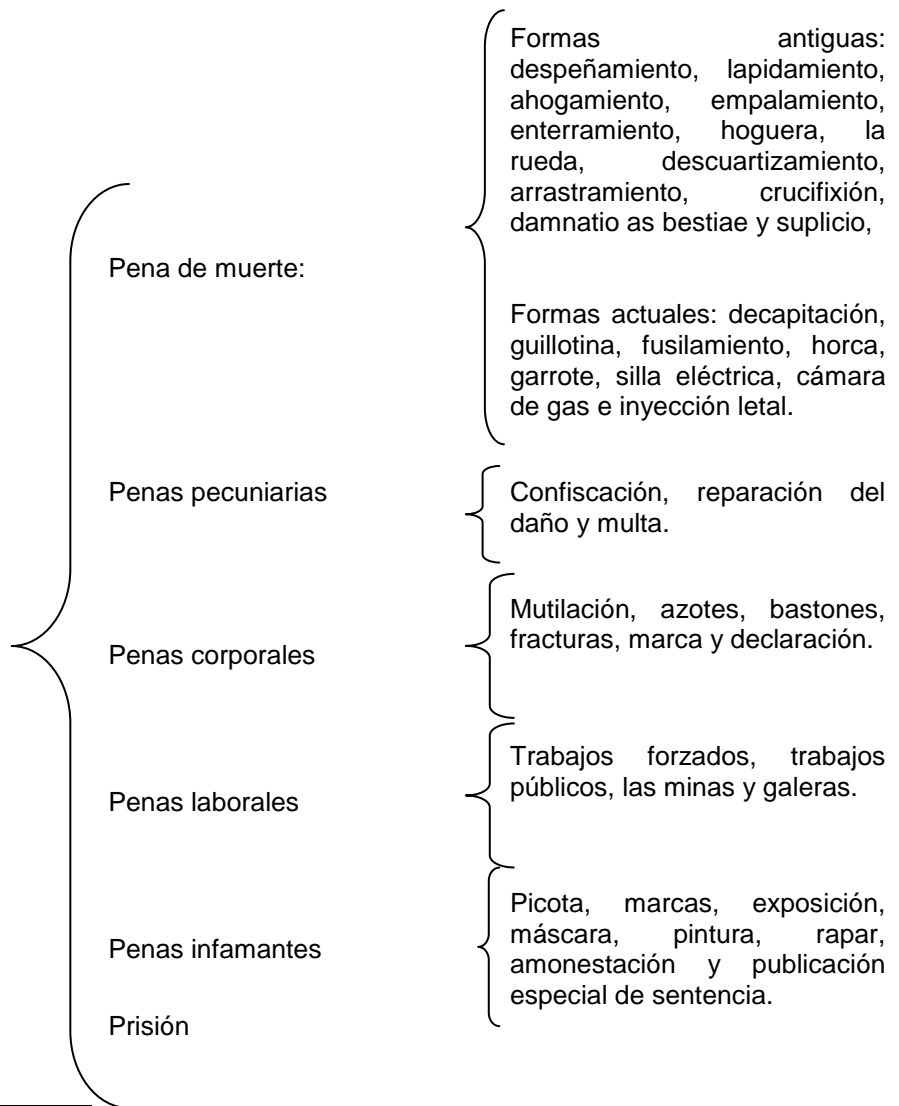 Formas antiguas:
despeñamiento, lapidamiento,
ahogamiento, empalamiento,
enterramiento, hoguera, la
rueda, descuartizamiento,
arrastramiento, crucifixión,
damnatio as bestiae y suplicio,
Pena de muerte:
Formas actuales: decapitación,
guillotina, fusilamiento, horca,
garrote, silla eléctrica, cámara
de gas e inyección letal.
Penas pecuniarias
Confiscación, reparación del
daño y multa.
Penas corporales
Mutilación, azotes, bastones,
fracturas, marca y declaración.
Penas laborales
Trabajos forzados, trabajos
públicos, las minas y galeras.
Penas infamantes
Picota, marcas, exposición,
máscara, pintura, rapar,
amonestación y publicación
especial de sentencia.
Prisión